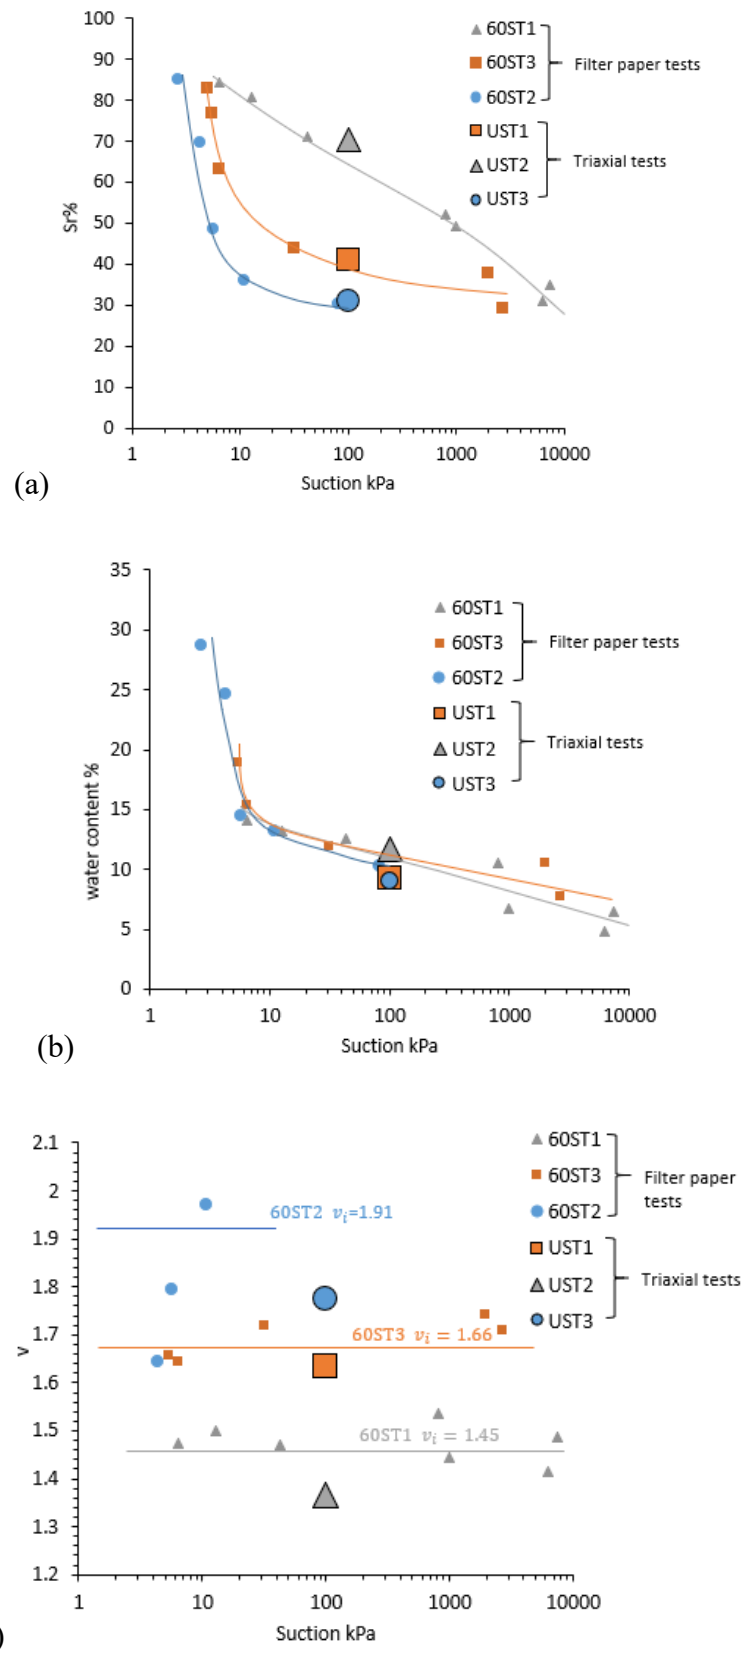 100
90
80
70
60
50
40
30
20
10
0
Sr%
1 10 100 1000 10000
Suction kPa
60ST1
60ST3
60ST2
Filter paper tests
UST1
UST2
UST3
Triaxial tests
(a)
35
30
25
20
15
10
5
0
water content %
1 10 100 1000 10000
Suction kPa
60ST1
60ST3
60ST2
Filter paper tests
UST1
UST2
UST3
Triaxial tests
(b)
2.1
2
1.9
1.8
1.7
1.6
1.5
1.4
1.3
1.2
v
1 10 100 1000 10000
Suction kPa
60ST2 vᵢ=1.91
60ST3 vᵢ = 1.66
60ST1 vᵢ = 1.45
60ST1
60ST3
60ST2
Filter paper
tests
UST1
UST2
UST3
Triaxial tests
)